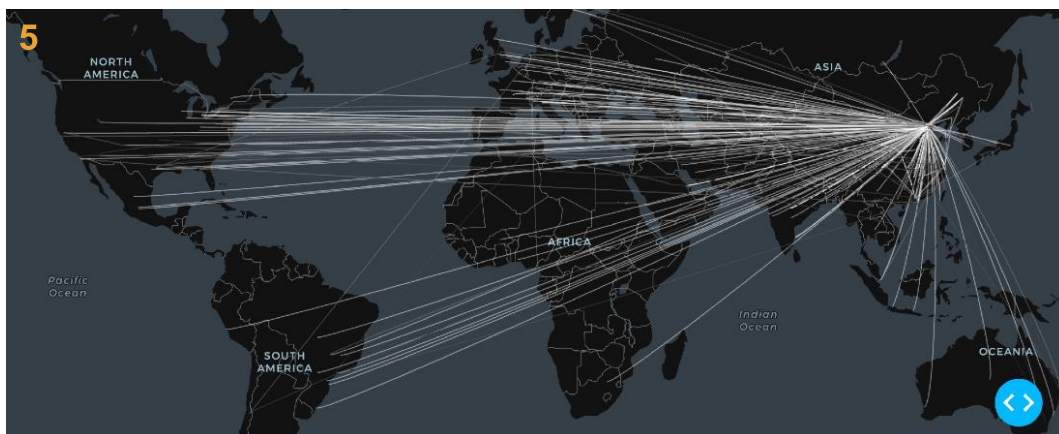 5
NORTH
AMERICA
ASIA
AFRICA
Pacific
Ocean
Indian
Ocean
SOUTH
AMERICA
OCEANIA